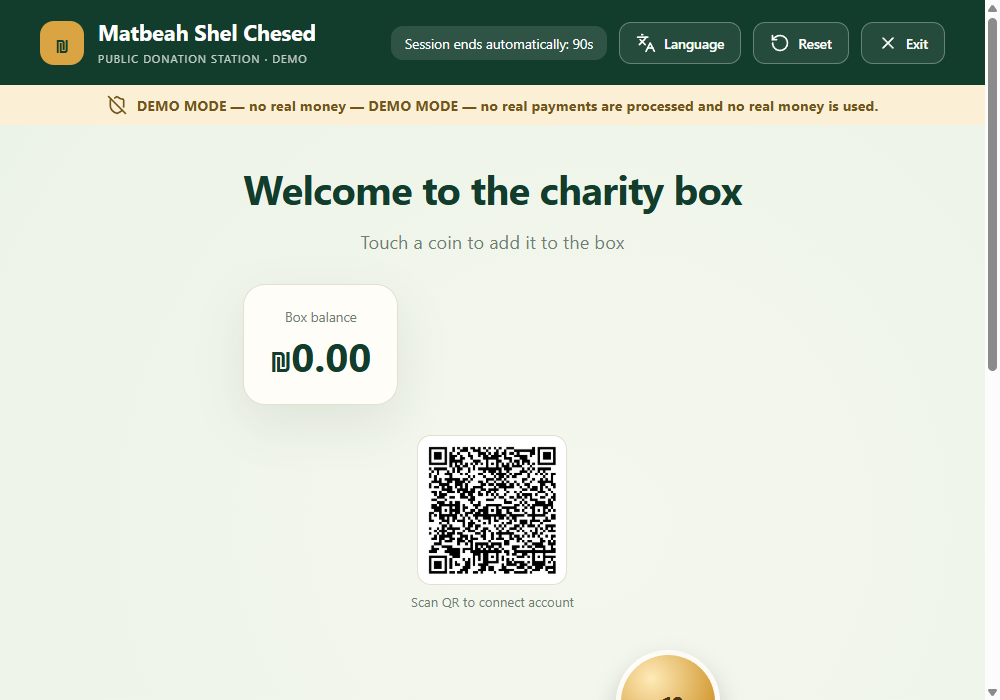 ₪
Matbeah Shel Chesed
PUBLIC DONATION STATION · DEMO
Session ends automatically: 90s
Language
Reset
Exit
DEMO MODE — no real money — DEMO MODE — no real payments are processed and no real money is used.
Welcome to the charity box
Touch a coin to add it to the box
Box balance
₪0.00
Scan QR to connect account